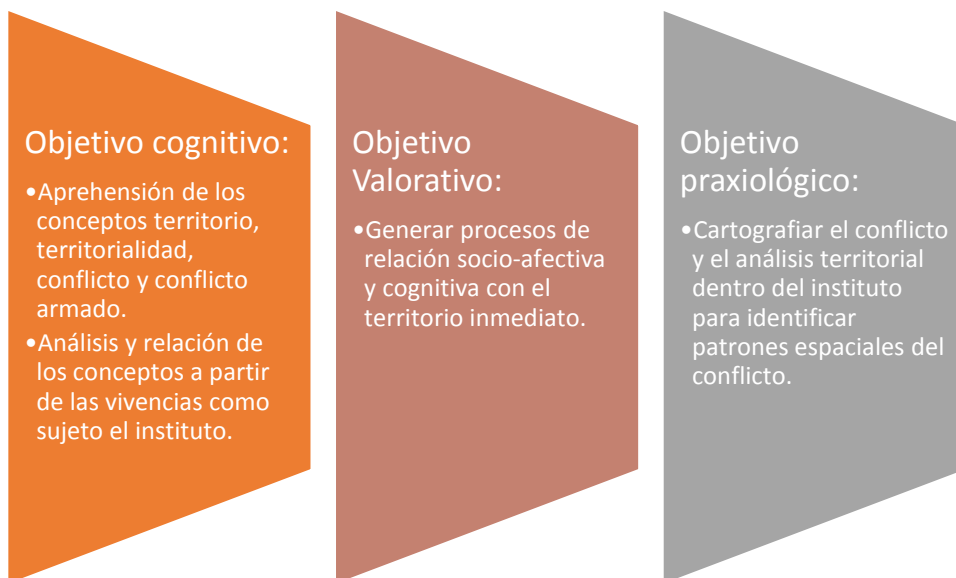 Objetivo cognitivo:
•Aprehensión de los
conceptos territorio,
territorialidad,
conflicto y conflicto
armado.
•Análisis y relación de
los conceptos a partir
de las vivencias como
sujeto el instituto.
Objetivo
Valorativo:
•Generar procesos de
relación socio-afectiva
y cognitiva con el
territorio inmediato.
Objetivo
praxiológico:
•Cartografiar el conflicto
y el análisis territorial
dentro del instituto
para identificar
patrones espaciales del
conflicto.